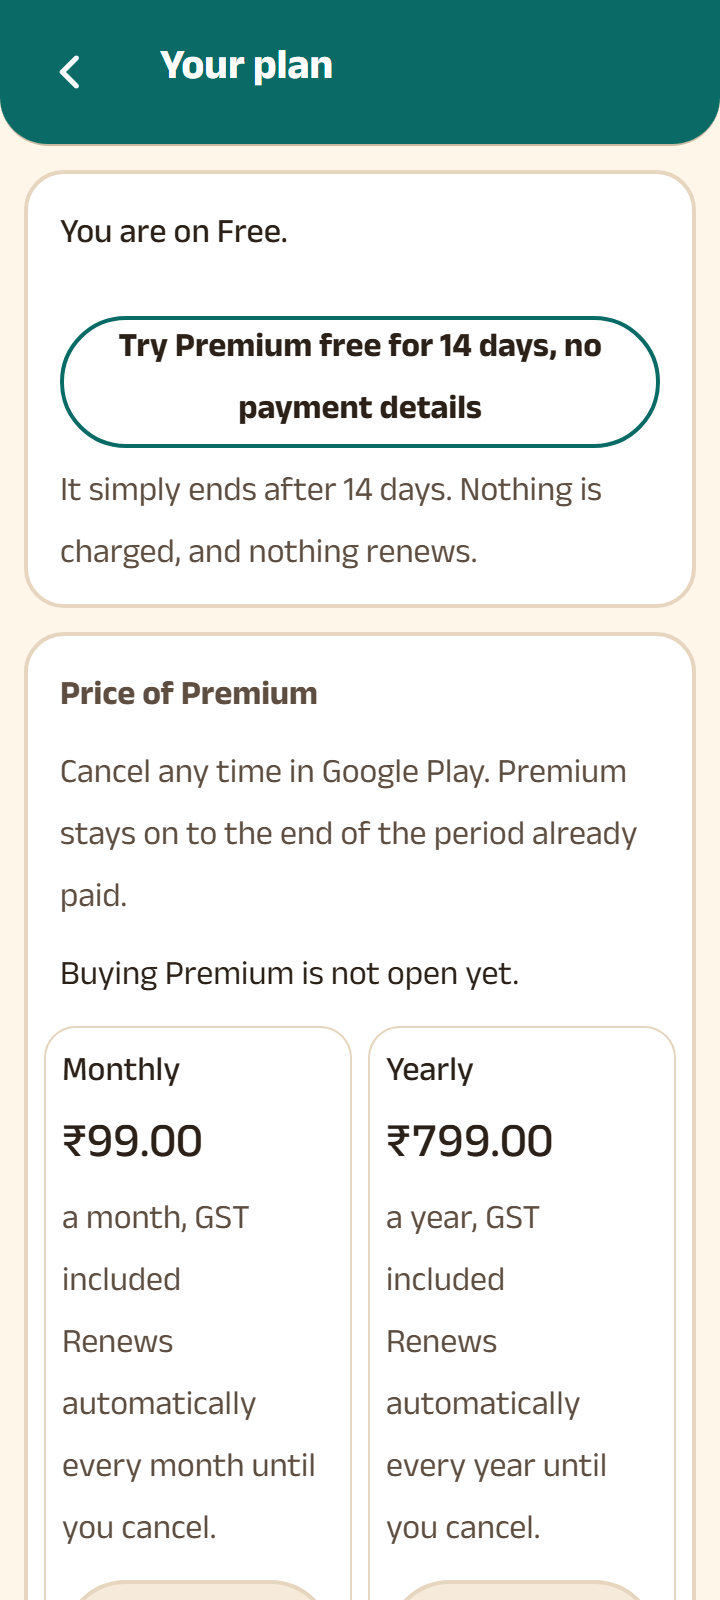 Your plan
You are on Free.
Try Premium free for 14 days, no
payment details
It simply ends after 14 days. Nothing is
charged, and nothing renews.
Price of Premium
Cancel any time in Google Play. Premium
stays on to the end of the period already
paid.
Buying Premium is not open yet.
Monthly
₹99.00
a month, GST
included
Renews
automatically
every month until
you cancel.
Yearly
₹799.00
a year, GST
included
Renews
automatically
every year until
you cancel.